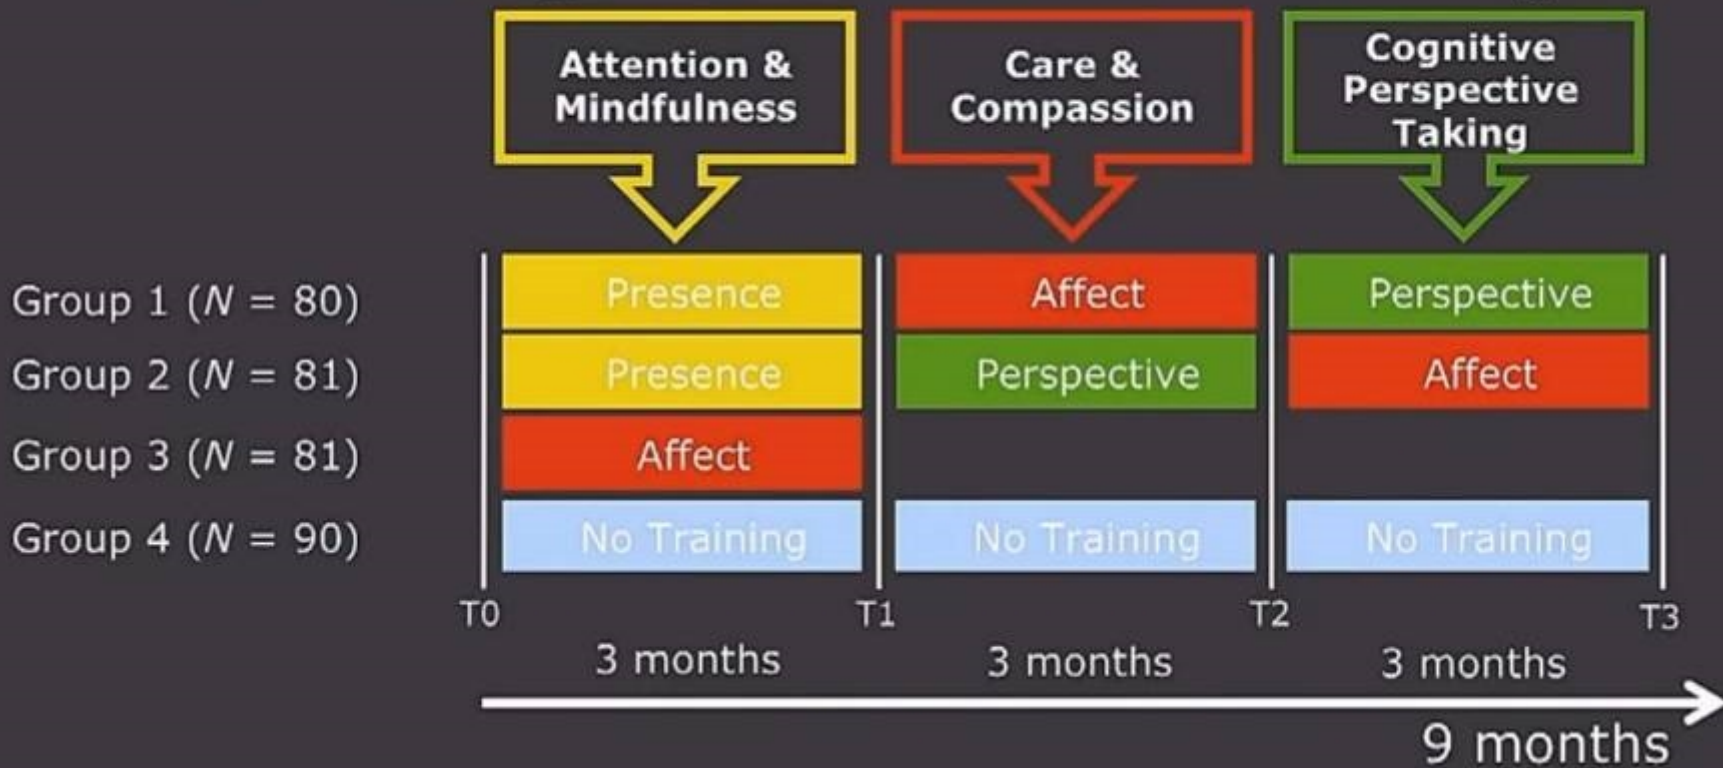 Attention &
Mindfulness
Care &
Compassion
Cognitive
Perspective
Taking
Group 1 (N = 80)
Presence
Affect
Perspective
Group 2 (N = 81)
Presence
Perspective
Affect
Group 3 (N = 81)
Affect
Group 4 (N = 90)
No Training
No Training
No Training
T0
T1
T2
T3
3 months
3 months
3 months
9 months